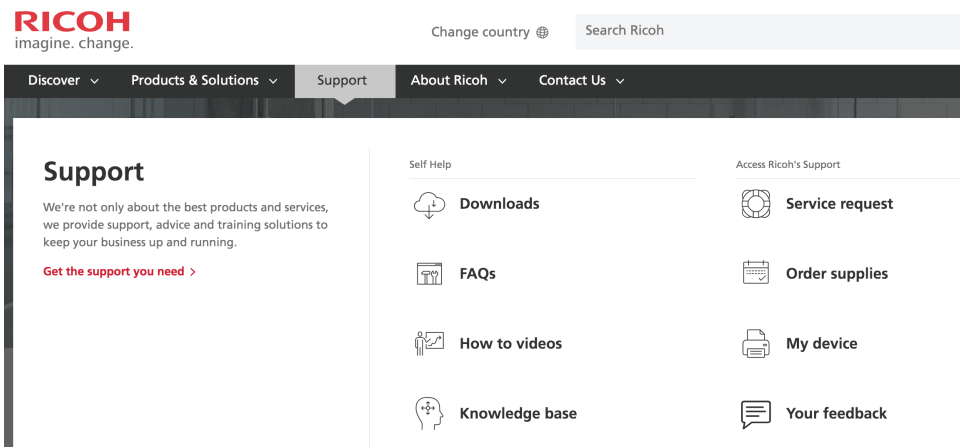 RICOH
imagine. change.
Change country
Search Ricoh
Discover
Products & Solutions
Support
About Ricoh
Contact Us
Support
We're not only about the best products and services,
we provide support, advice and training solutions to
keep your business up and running.
Get the support you need >
Self Help
Downloads
FAQs
How to videos
Knowledge base
Access Ricoh's Support
Service request
Order supplies
My device
Your feedback